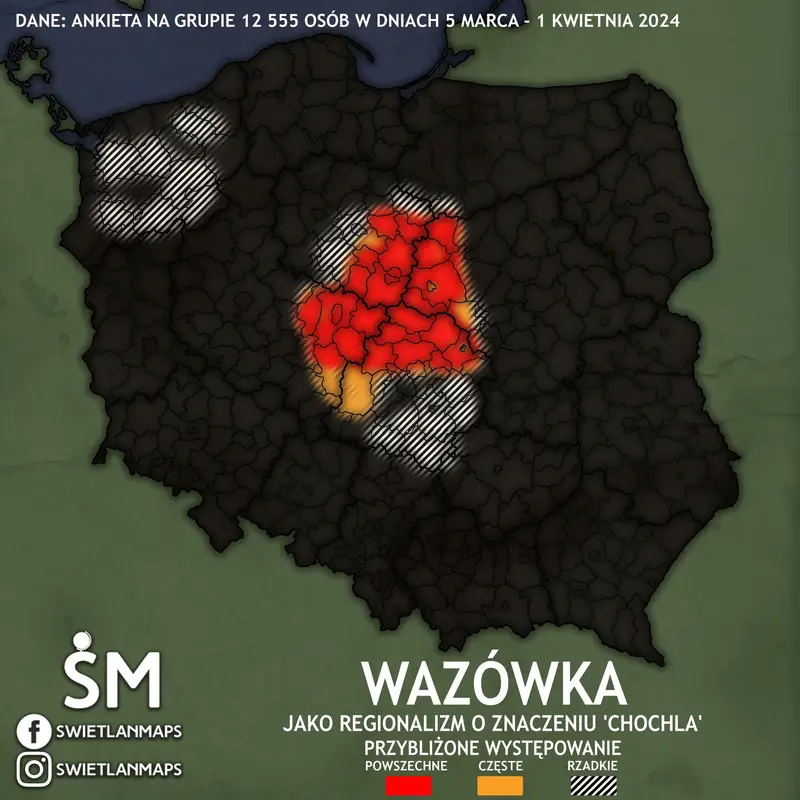 DANE: ANKIETA NA GRUPIE 12 555 OSÓB W DNIACH 5 MARCA - 1 KWIETNIA 2024
ŚM
SWIETLANMAPS
SWIETLANMAPS
WAZÓWKA
JAKO REGIONALIZM O ZNACZENIU 'CHOCHLA'
PRZYBLIŻONE WYSTĘPOWANIE
POWSZECHNE CZĘSTE RZADKIE